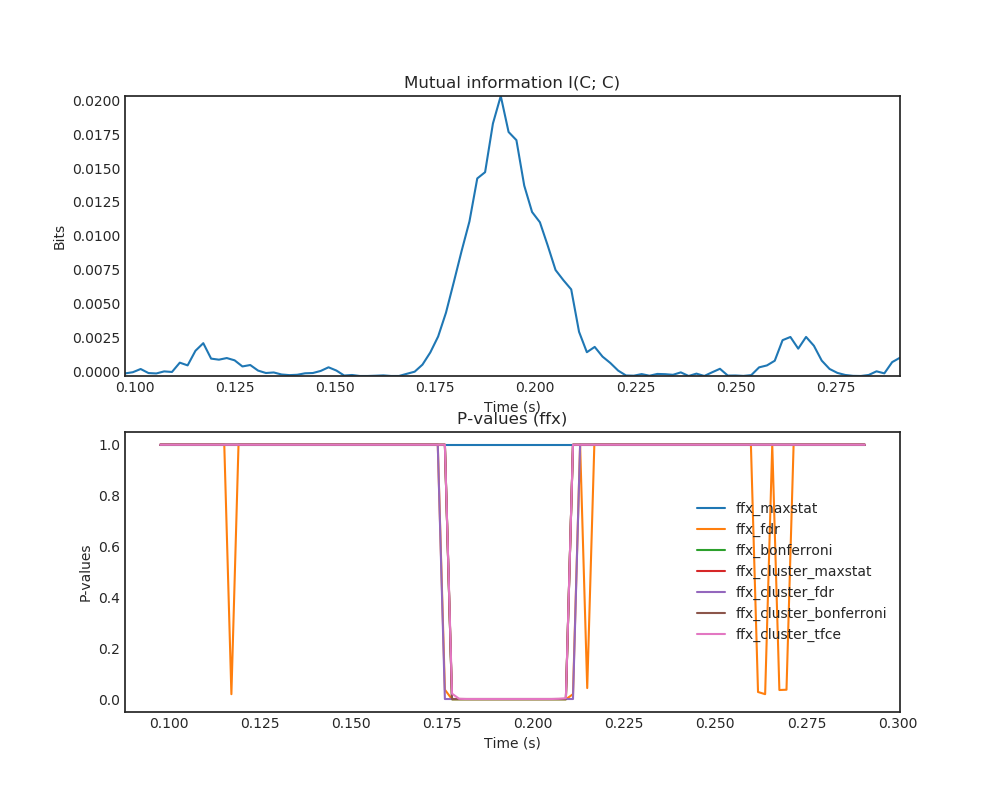 Mutual information I(C; C)
0.0200
0.0175
0.0150
0.0125
0.0100
0.0075
0.0050
0.0025
0.0000
Bits
0.100 0.125 0.150 0.175 0.200 0.225 0.250 0.275
Time (s)
P-values (ffx)
1.0
0.8
0.6
0.4
0.2
0.0
P-values
ffx_maxstat
ffx_fdr
ffx_bonferroni
ffx_cluster_maxstat
ffx_cluster_fdr
ffx_cluster_bonferroni
ffx_cluster_tfce
0.100 0.125 0.150 0.175 0.200 0.225 0.250 0.275 0.300
Time (s)